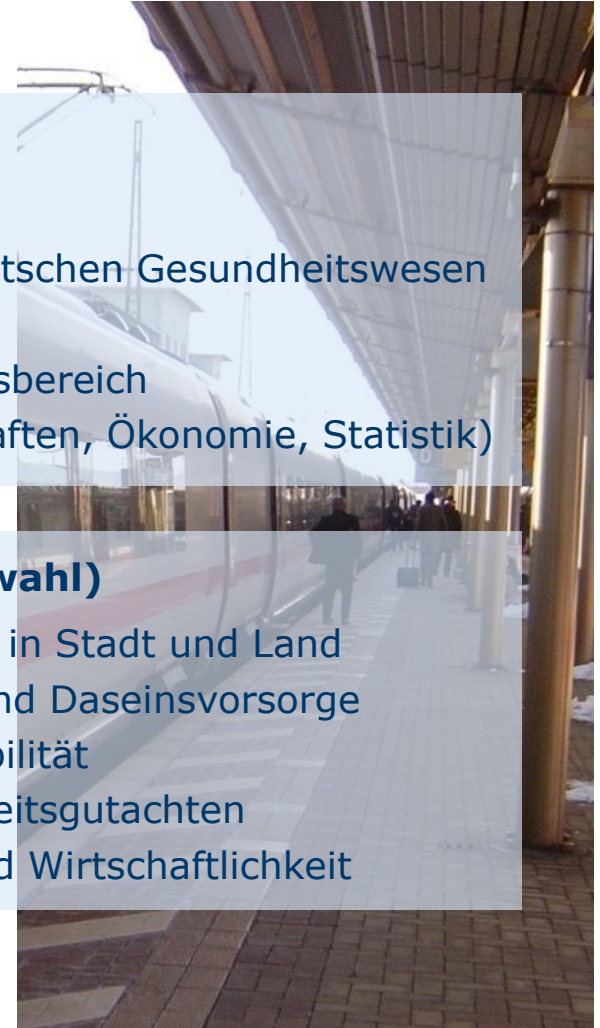 tschen Gesundheitswesen
sbereich
aften, Ökonomie, Statistik)
wahl)
in Stadt und Land
nd Daseinsvorsorge
bilität
eitsgutachten
d Wirtschaftlichkeit